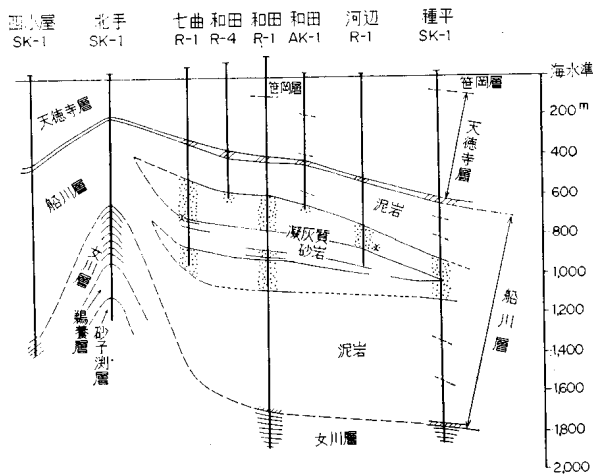 西小屋 北手 七曲 和田 和田 和田 河辺 種平
SK-1 SK-1 R-1 R-4 R-1 AK-1 R-1 SK-1
海水準
笹岡層
笹岡層
200m
400
600
800
1,000
1,200
1,400
1,600
1,800
2,000
天徳寺層
天徳寺層
船川層
泥岩
凝灰質
砂岩
女川層
鵜養層
砂子渕層
船川層
泥岩
女川層